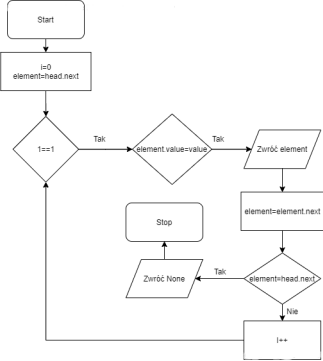 Start
i=0
element=head.next
1==1
Tak
element.value=value
Tak
Zwróć element
element=element.next
Stop
element=head.next
Tak
Zwróć None
Nie
I++